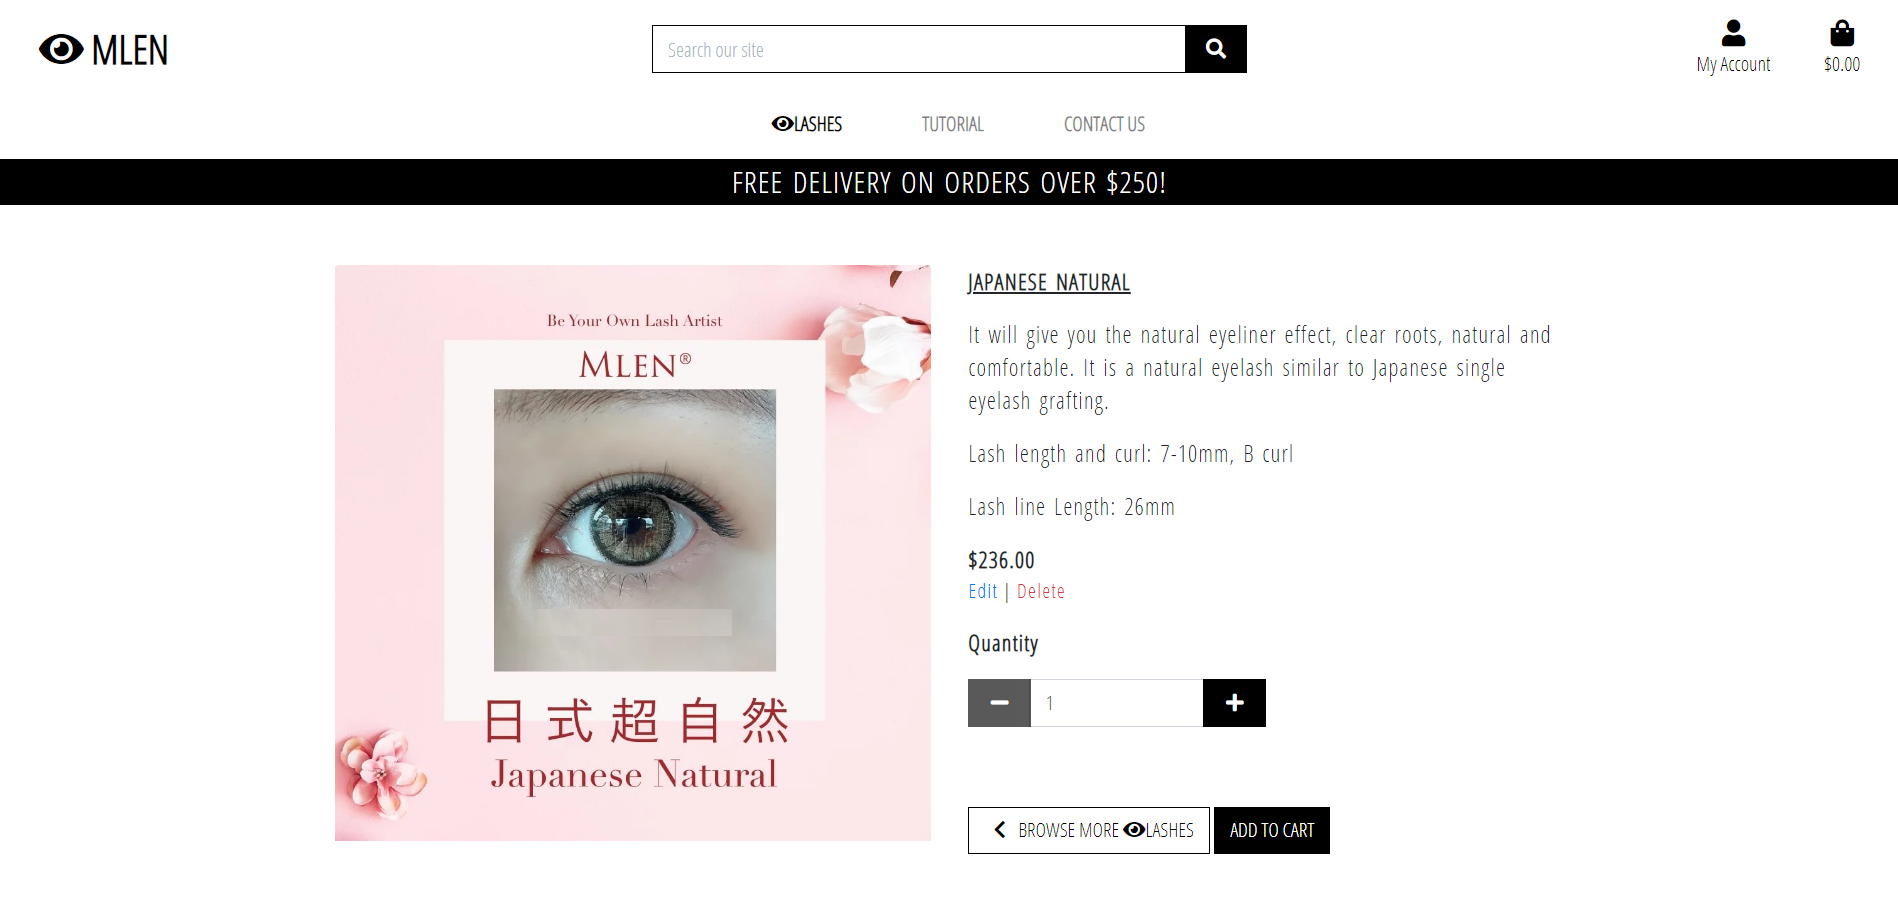 MLEN
Search our site
My Account
$0.00
LASHES
TUTORIAL
CONTACT US
FREE DELIVERY ON ORDERS OVER $250!
Be Your Own Lash Artist
MLEN®
日式超自然
Japanese Natural
JAPANESE NATURAL
It will give you the natural eyeliner effect, clear roots, natural and
comfortable. It is a natural eyelash similar to Japanese single
eyelash grafting.
Lash length and curl: 7-10mm, B curl
Lash line Length: 26mm
$236.00
Edit | Delete
Quantity
1
BROWSE MORE LASHES
ADD TO CART